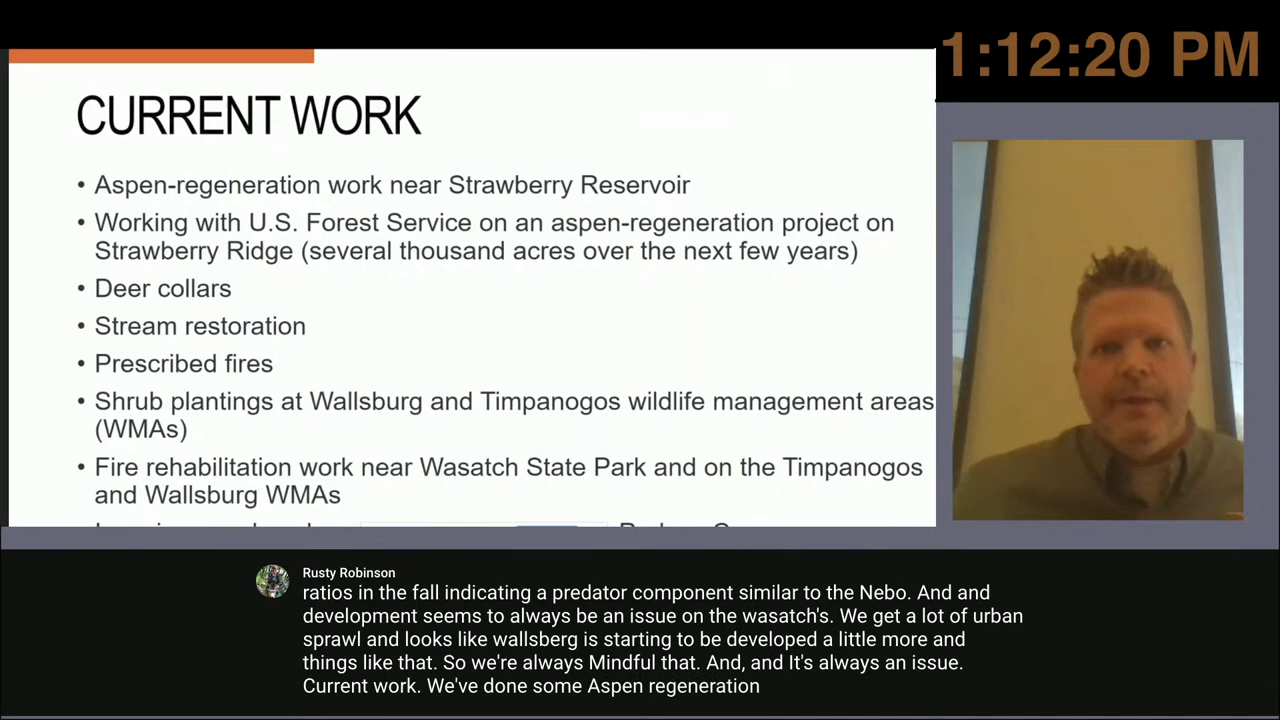 1:12:20 PM
CURRENT WORK
• Aspen-regeneration work near Strawberry Reservoir
• Working with U.S. Forest Service on an aspen-regeneration project on
Strawberry Ridge (several thousand acres over the next few years)
• Deer collars
• Stream restoration
• Prescribed fires
• Shrub plantings at Wallsburg and Timpanogos wildlife management areas
(WMAs)
• Fire rehabilitation work near Wasatch State Park and on the Timpanogos
and Wallsburg WMAs
Rusty Robinson
ratios in the fall indicating a predator component similar to the Nebo. And and
development seems to always be an issue on the wasatch's. We get a lot of urban
sprawl and looks like wallsberg is starting to be developed a little more and
things like that. So we're always Mindful that. And, and It's always an issue.
Current work. We've done some Aspen regeneration